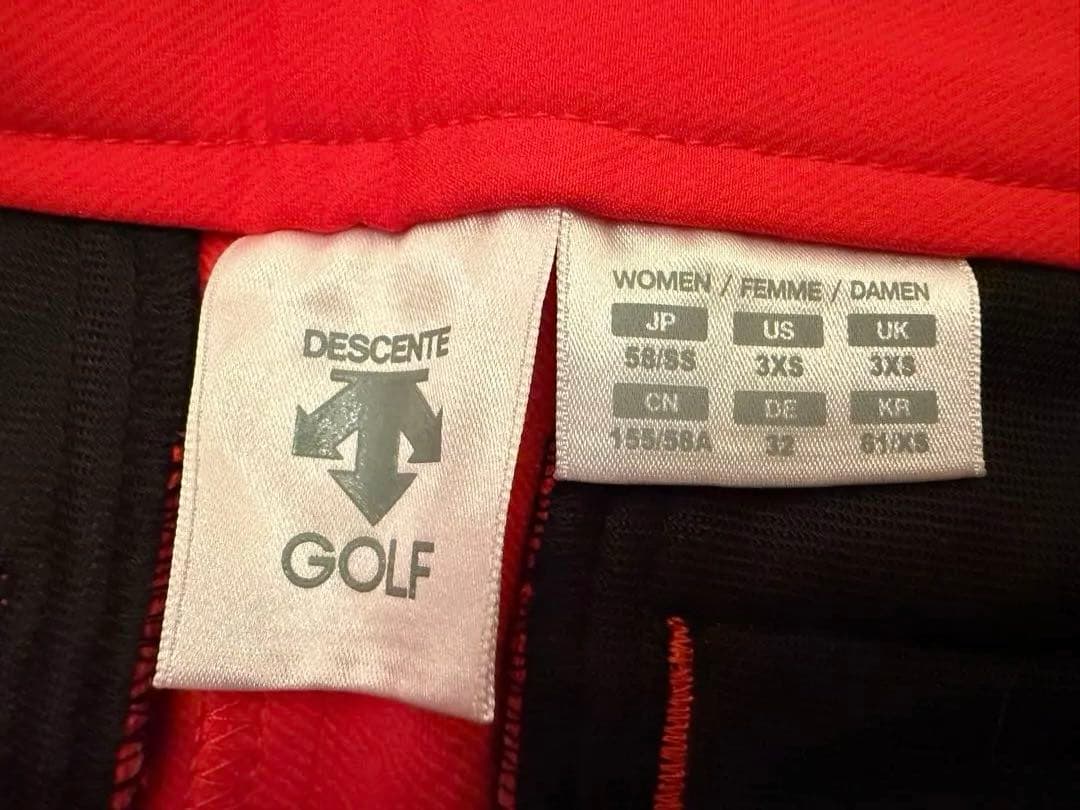 DESCENTE
GOLF
WOMEN / FEMME / DAMEN
JP US UK
58/SS 3XS 3XS
CN DE KR
155/58A 32 61/XS